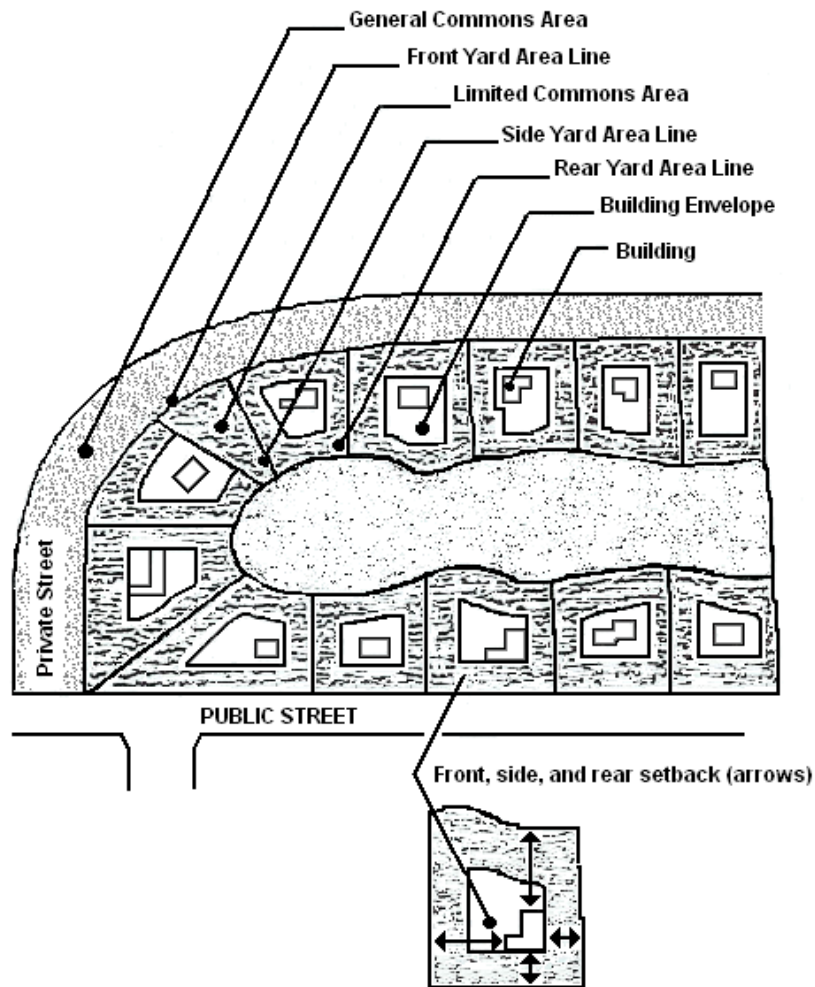 General Commons Area
Front Yard Area Line
Limited Commons Area
Side Yard Area Line
Rear Yard Area Line
Building Envelope
Building
Private Street
PUBLIC STREET
Front, side, and rear setback (arrows)